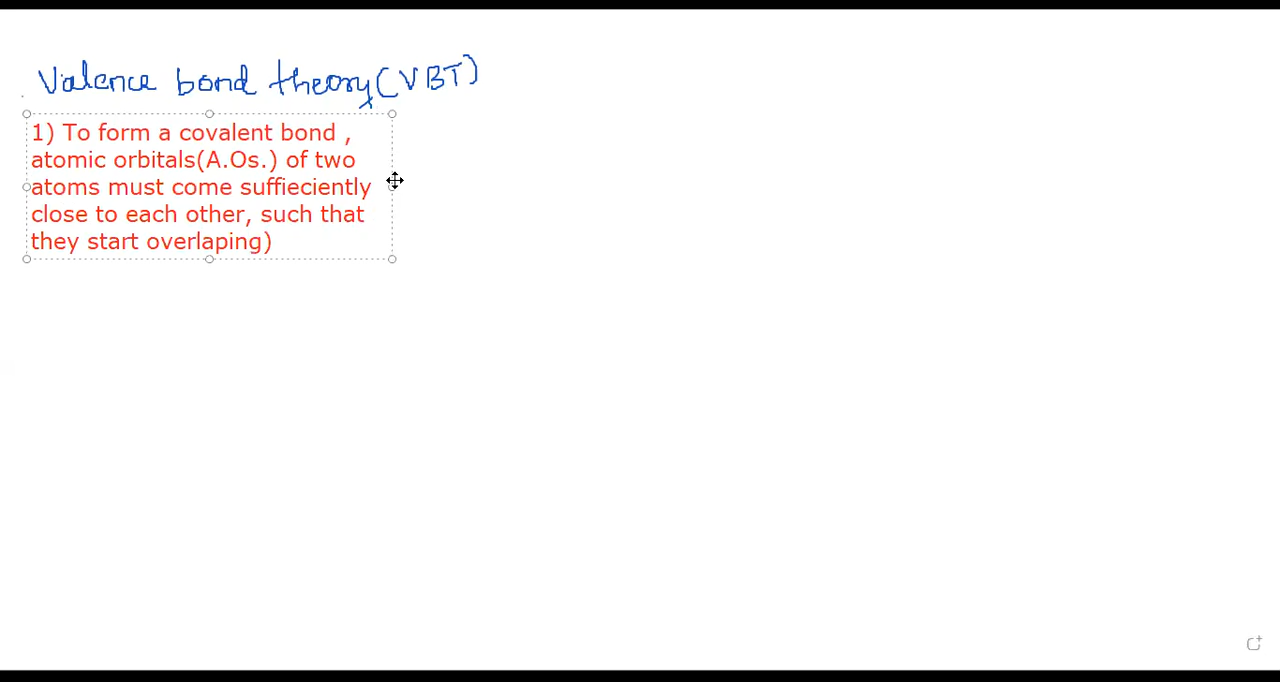 Valence bond theory (VBT)
1) To form a covalent bond ,
atomic orbitals(A.Os.) of two
atoms must come suffieciently
close to each other, such that
they start overlaping)